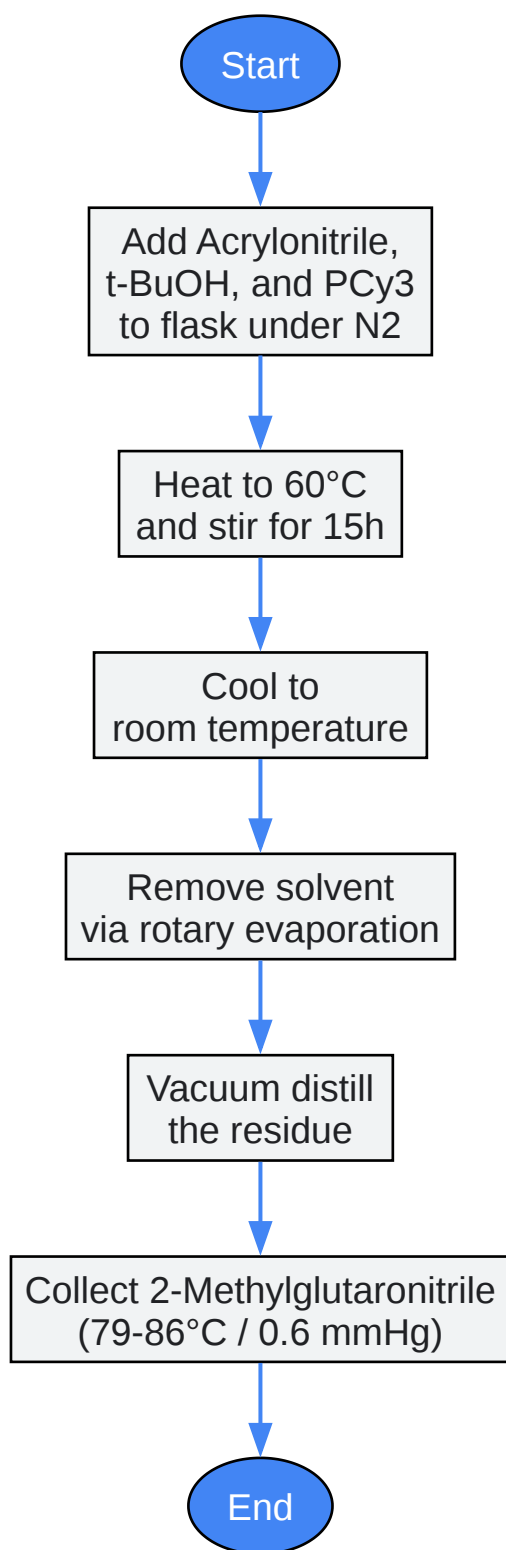 Start
Add Acrylonitrile,
t-BuOH, and PCy3
to flask under N2
Heat to 60°C
and stir for 15h
Cool to
room temperature
Remove solvent
via rotary evaporation
Vacuum distill
the residue
Collect 2-Methylglutaronitrile
(79-86°C / 0.6 mmHg)
End